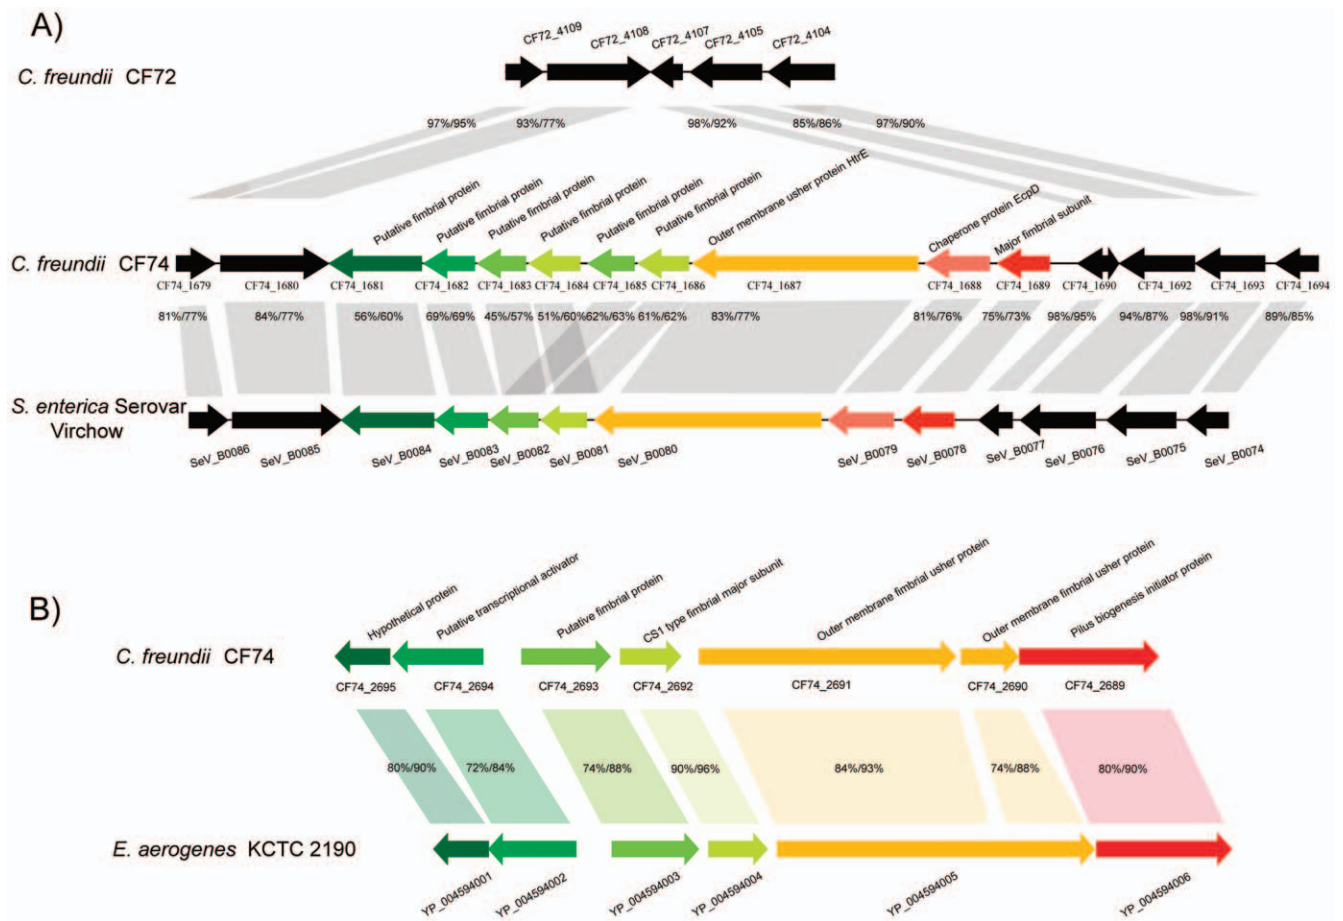 A)
CF72_4109 CF72_4108 CF72_4107 CF72_4105 CF72_4104
C. freundii CF72
97%/95% 93%/77% 98%/92% 85%/86% 97%/90%
Putative fimbrial protein
Putative fimbrial protein
Putative fimbrial protein
Putative fimbrial protein
Putative fimbrial protein
Putative fimbrial protein
Outer membrane usher protein HtrE
Chaperone protein EcpD
Major fimbrial subunit
C. freundii CF74
CF74_1679 CF74_1680 CF74_1681 CF74_1682 CF74_1683 CF74_1684 CF74_1685 CF74_1686 CF74_1687 CF74_1688 CF74_1689 CF74_1690 CF74_1692 CF74_1693 CF74_1694
81%/77% 84%/77% 56%/60% 69%/69% 45%/57% 51%/60% 62%/63% 61%/62% 83%/77% 81%/76% 75%/73% 98%/95% 94%/87% 98%/91% 89%/85%
S. enterica Serovar
Virchow
SeV_B0086 SeV_B0085 SeV_B0084 SeV_B0083 SeV_B0082 SeV_B0081 SeV_B0080 SeV_B0079 SeV_B0078 SeV_B0077 SeV_B0076 SeV_B0075 SeV_B0074
B)
Hypothetical protein
Putative transcriptional activator
Putative fimbrial protein
CS1 type fimbrial major subunit
Outer membrane fimbrial usher protein
Outer membrane fimbrial usher protein
Pilus biogenesis initiator protein
C. freundii CF74
CF74_2695 CF74_2694 CF74_2693 CF74_2692 CF74_2691 CF74_2690 CF74_2689
80%/90% 72%/84% 74%/88% 90%/96% 84%/93% 74%/88% 80%/90%
E. aerogenes KCTC 2190
YP_004594001 YP_004594002 YP_004594003 YP_004594004 YP_004594005 YP_004594006